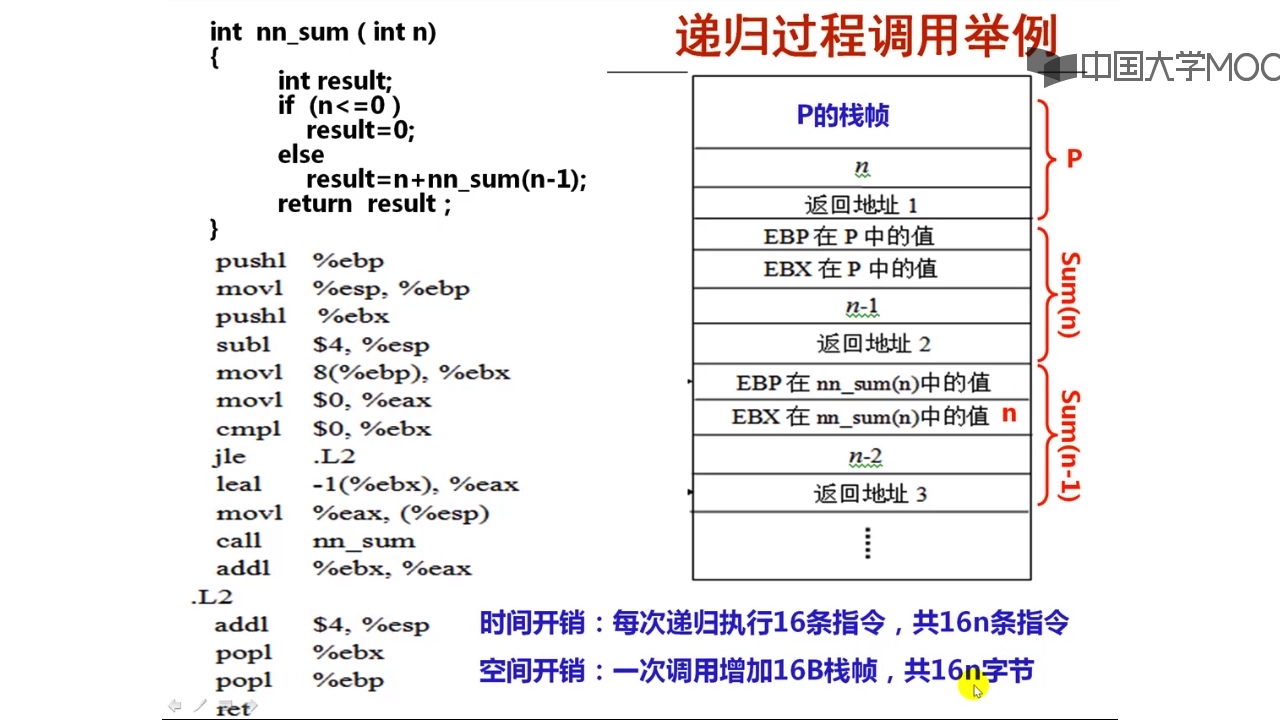 递归过程调用举例
中国大学MOO
int nn_sum ( int n)
{
int result;
if (n<=0 )
result=0;
else
result=n+nn_sum(n-1);
return result ;
}
pushl %ebp
movl %esp, %ebp
pushl %ebx
subl $4, %esp
movl 8(%ebp), %ebx
movl $0, %eax
cmpl $0, %ebx
jle .L2
leal -1(%ebx), %eax
movl %eax, (%esp)
call nn_sum
addl %ebx, %eax
.L2
addl $4, %esp
popl %ebx
popl %ebp
ret
P的栈帧
n
返回地址 1
EBP 在 P 中的值
EBX 在 P 中的值
n-1
返回地址 2
EBP 在 nn_sum(n)中的值
EBX 在 nn_sum(n)中的值 n
n-2
返回地址 3
P
Sum(n)
Sum(n-1)
时间开销：每次递归执行16条指令，共16n条指令
空间开销：一次调用增加16B栈帧，共16n字节